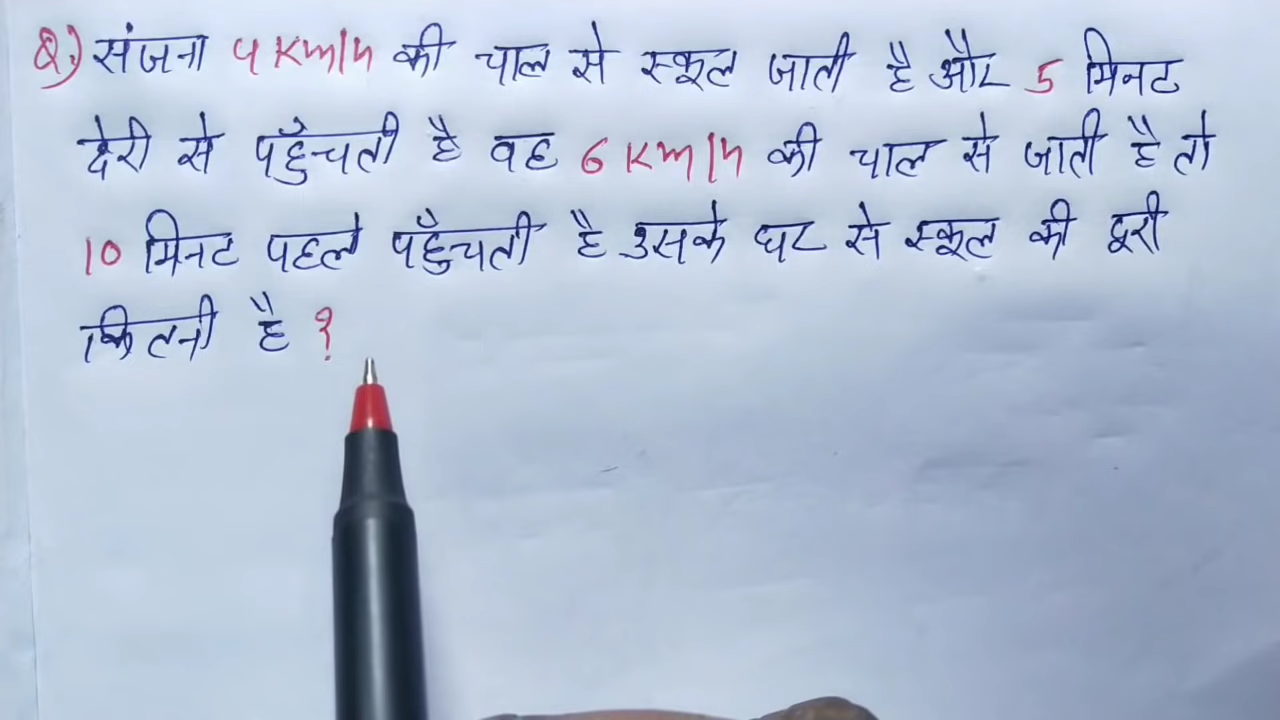 Q) संजना 4 Km/h की चाल से स्कूल जाती है और 5 मिनट
देरी से पहुँचती है वह 6 Km/h की चाल से जाती है तो
10 मिनट पहले पहुँचती है उसके घर से स्कूल की दूरी
कितनी है ?